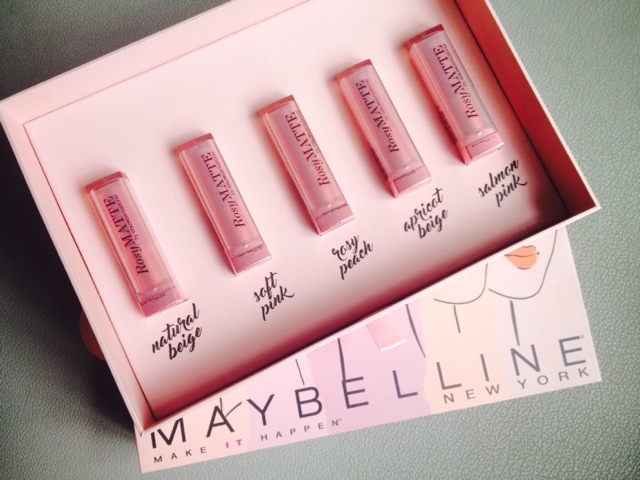 RosyMATTE
RosyMATTE
RosyMATTE
RosyMATTE
RosyMATTE
natural
beige
soft
pink
rosy
peach
apricot
beige
salmon
pink
MAYBELLINE®
NEW YORK
MAKE IT HAPPEN™